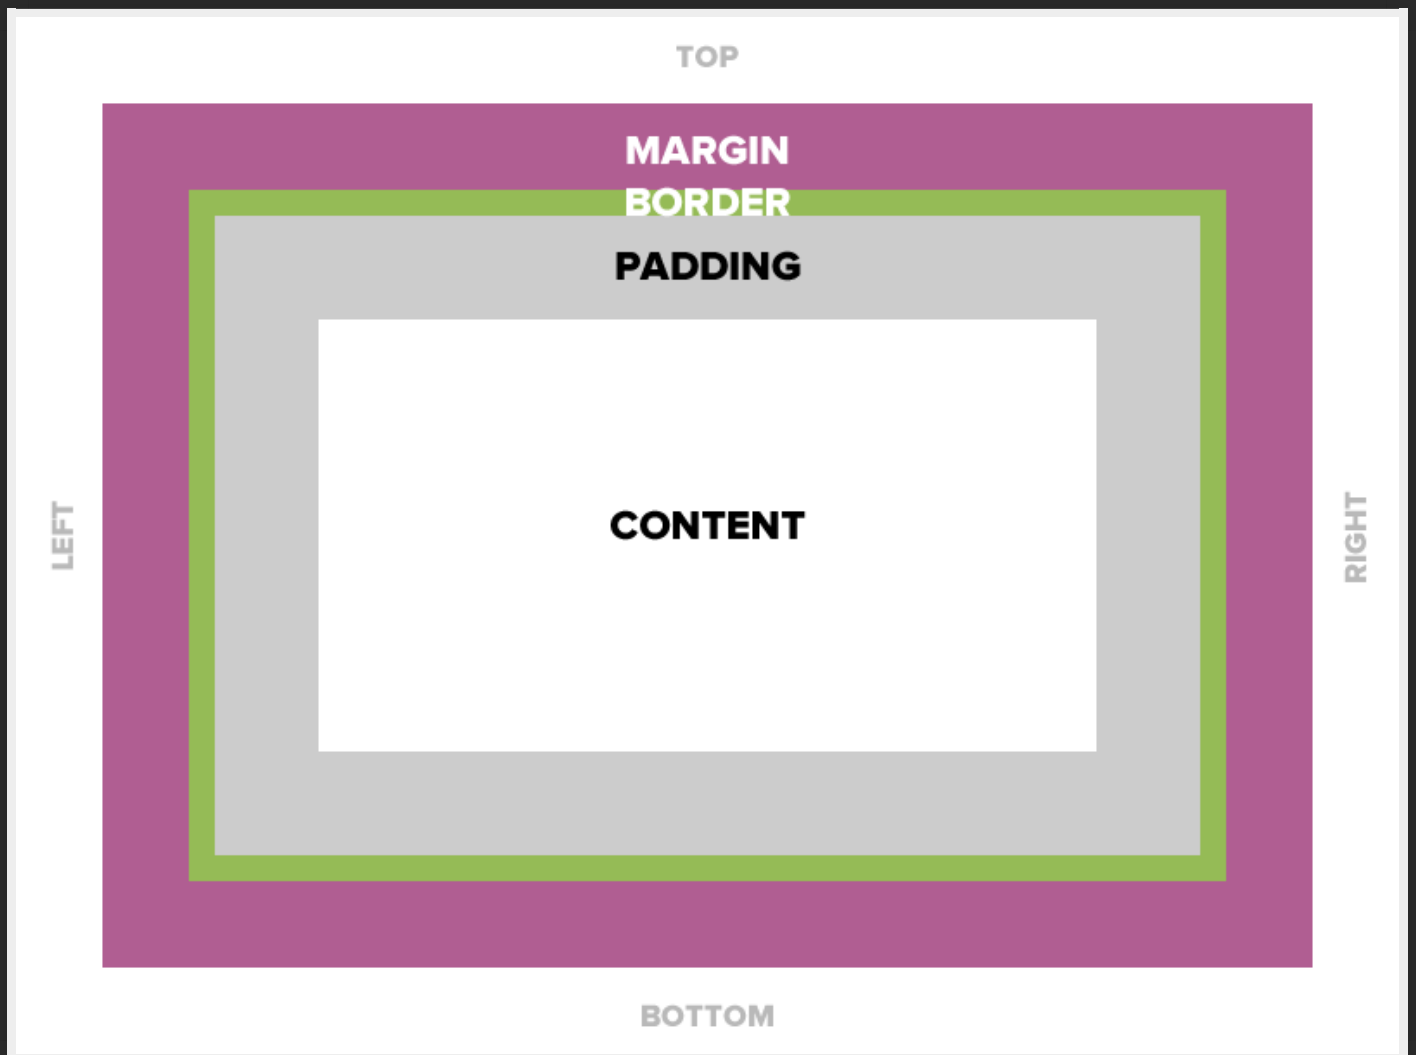 TOP
MARGIN
BORDER
PADDING
LEFT
CONTENT
RIGHT
BOTTOM